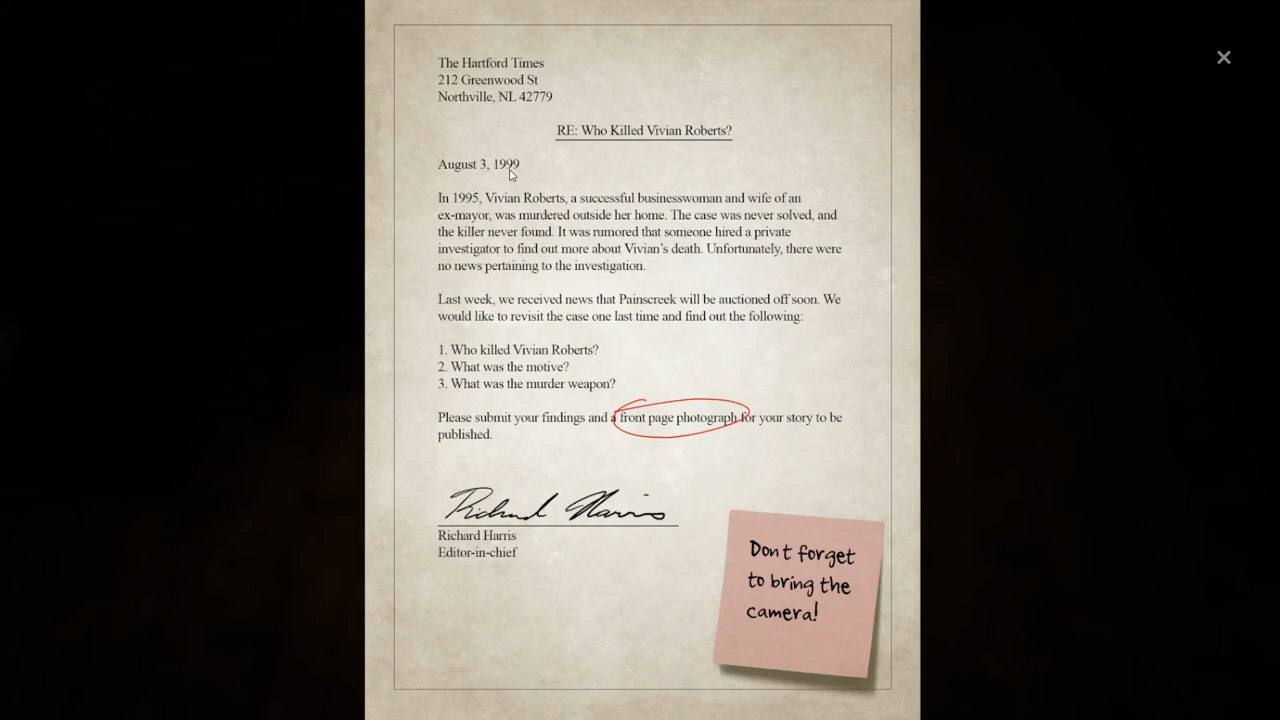 The Hartford Times
212 Greenwood St
Northville, NL 42779
RE: Who Killed Vivian Roberts?
August 3, 1999
In 1995, Vivian Roberts, a successful businesswoman and wife of an
ex-mayor, was murdered outside her home. The case was never solved, and
the killer never found. It was rumored that someone hired a private
investigator to find out more about Vivian's death. Unfortunately, there were
no news pertaining to the investigation.
Last week, we received news that Painscreek will be auctioned off soon. We
would like to revisit the case one last time and find out the following:
1. Who killed Vivian Roberts?
2. What was the motive?
3. What was the murder weapon?
Please submit your findings and a front page photograph for your story to be
published.
Richard Harris
Richard Harris
Editor-in-chief
Dont forget
to bring the
camera!